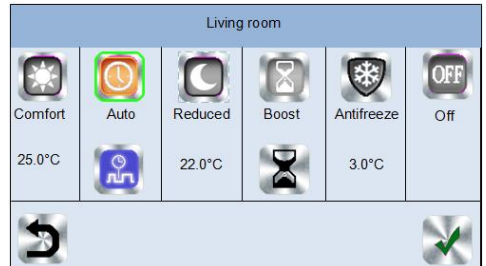 Living room
OFF
Comfort Auto Reduced Boost Antifreeze Off
25.0°C 22.0°C 3.0°C